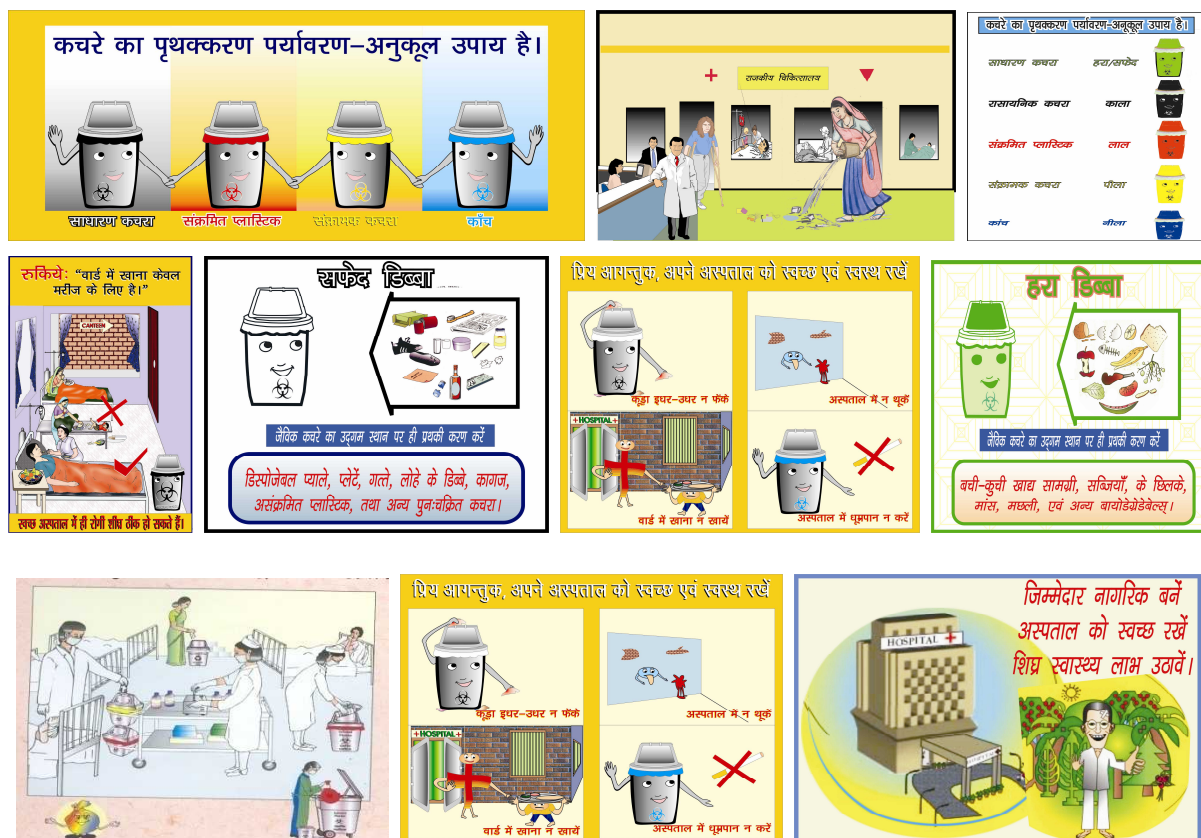 कचरे का पृथक्करण पर्यावरण–अनुकूल उपाय है।
साधारण कचरा
संक्रमित प्लास्टिक
संक्रामक कचरा
काँच
राजकीय चिकित्सालय
कचरे का पृथक्करण पर्यावरण–अनूकूल उपाय है।
साधारण कचरा हरा/सफेद
रासायनिक कचरा काला
संक्रमित प्लास्टिक लाल
संक्रामक कचरा पीला
कांच नीला
रुकिये: “वार्ड में खाना केवल
मरीज के लिए है।”
CANTEEN
स्वच्छ अस्पताल में ही रोगी शीघ्र ठीक हो सकते हैं।
सफेद डिब्बा
जैविक कचरे का उद्गम स्थान पर ही प्रथकी करण करें
डिस्पोजेबल प्याले, प्लेटें, गत्ते, लोहे के डिब्बे, कागज,
असंक्रमित प्लास्टिक, तथा अन्य पुनःचक्रित कचरा।
प्रिय आगन्तुक, अपने अस्पताल को स्वच्छ एवं स्वस्थ रखें
कूड़ा इधर–उधर न फेंके
अस्पताल में न थूकें
HOSPITAL
वार्ड में खाना न खायें
अस्पताल में धूम्रपान न करें
हरा डिब्बा
जैविक कचरे का उद्गम स्थान पर ही प्रथकी करण करें
बची–कुची खाद्य सामग्री, सब्जियाँ, के छिलके,
मांस, मछली, एवं अन्य बायोडेग्रेडेबेल्स्।
प्रिय आगन्तुक, अपने अस्पताल को स्वच्छ एवं स्वस्थ रखें
कूड़ा इधर–उधर न फेंके
अस्पताल में न थूकें
HOSPITAL
वार्ड में खाना न खायें
अस्पताल में धूम्रपान न करें
जिम्मेदार नागरिक बनें
अस्पताल को स्वच्छ रखें
शिघ्र स्वास्थ्य लाभ उठावें।
HOSPITAL